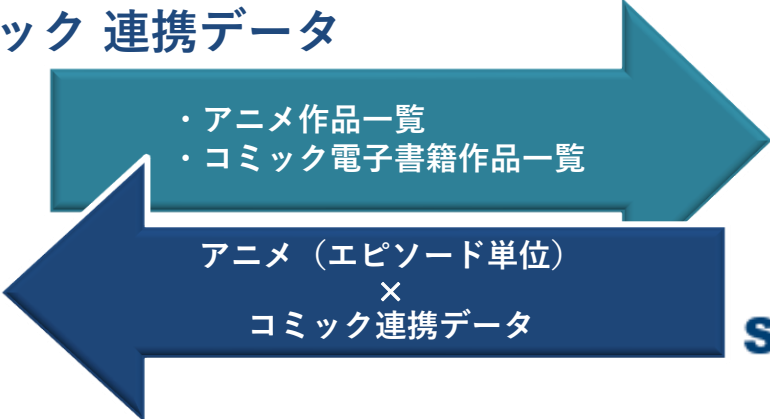 ック 連携データ
・アニメ作品一覧
・コミック電子書籍作品一覧
アニメ（エピソード単位）
×
コミック連携データ
S